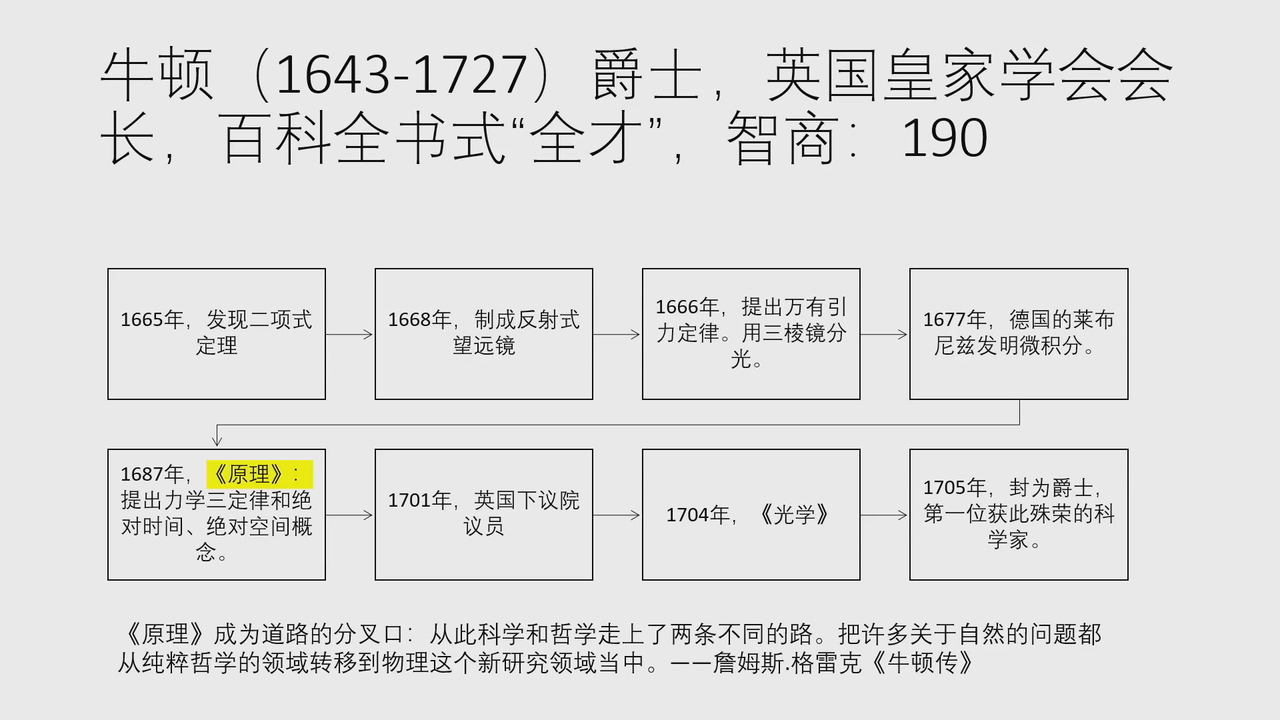 牛顿（1643-1727）爵士，英国皇家学会会
长，百科全书式“全才”，智商：190
1665年，发现二项式
定理
1668年，制成反射式
望远镜
1666年，提出万有引
力定律。用三棱镜分
光。
1677年，德国的莱布
尼兹发明微积分。
1687年，《原理》：
提出力学三定律和绝
对时间、绝对空间概
念。
1701年，英国下议院
议员
1704年，《光学》
1705年，封为爵士，
第一位获此殊荣的科
学家。
《原理》成为道路的分叉口：从此科学和哲学走上了两条不同的路。把许多关于自然的问题都
从纯粹哲学的领域转移到物理这个新研究领域当中。——詹姆斯.格雷克《牛顿传》